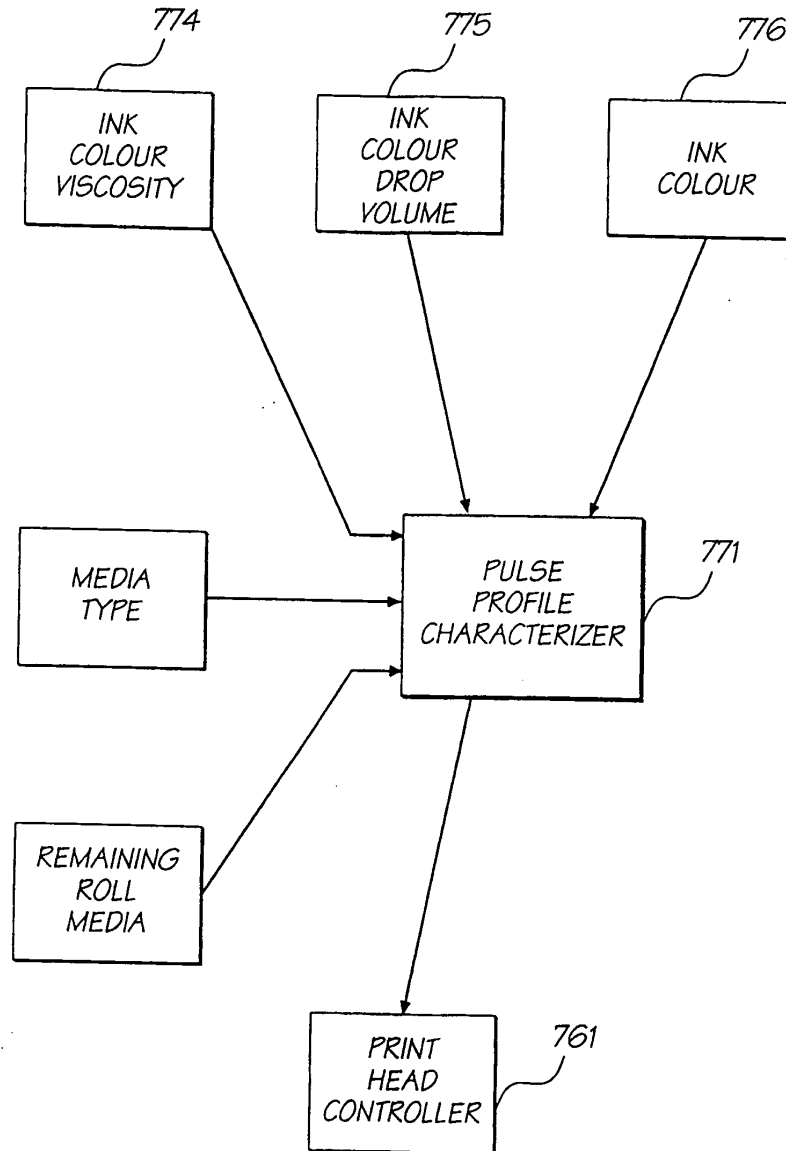 774
775
776
INK
COLOUR
VISCOSITY
INK
COLOUR
DROP
VOLUME
INK
COLOUR
MEDIA
TYPE
PULSE
PROFILE
CHARACTERIZER
771
REMAINING
ROLL
MEDIA
PRINT
HEAD
CONTROLLER
761